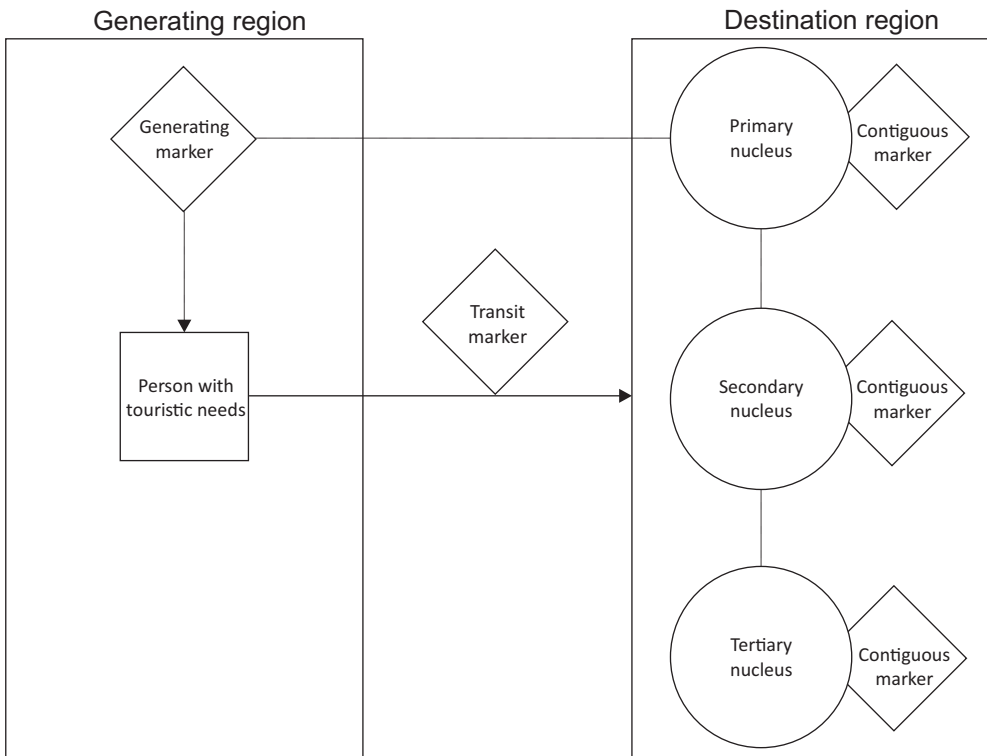 Generating region
Destination region
Generating
marker
Primary
nucleus
Contiguous
marker
Transit
marker
Person with
touristic needs
Secondary
nucleus
Contiguous
marker
Tertiary
nucleus
Contiguous
marker